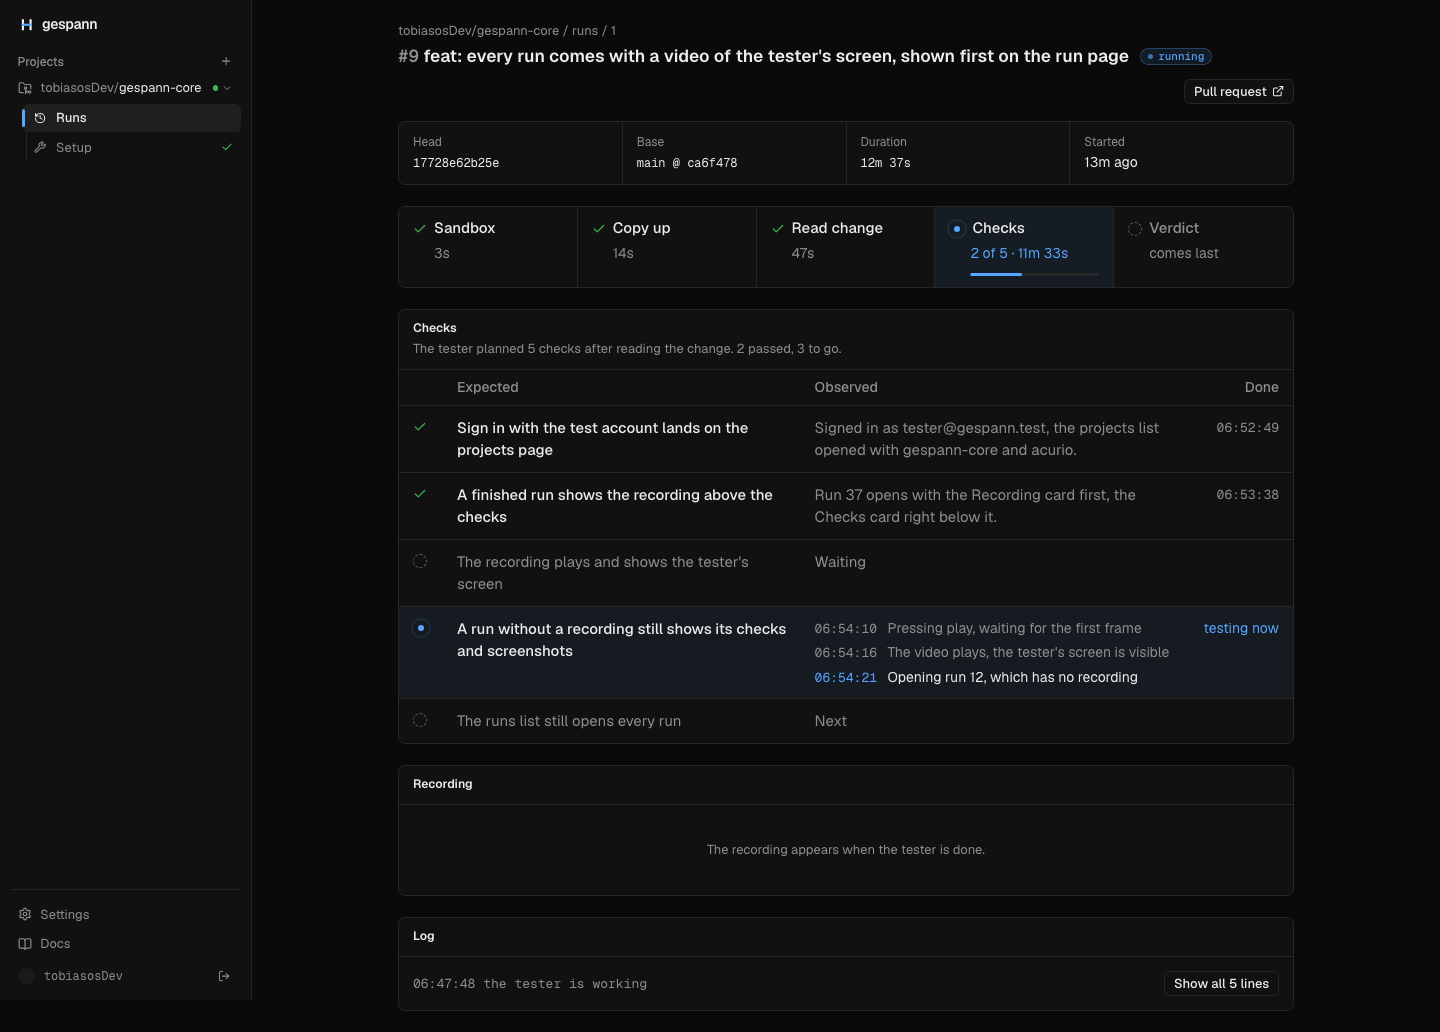 gespann
Projects
tobiasosDev/gespann-core
Runs
Setup
Settings
Docs
tobiasosDev
tobiasosDev/gespann-core / runs / 1
#9 feat: every run comes with a video of the tester's screen, shown first on the run page
running
Pull request
Head
17728e62b25e
Base
main @ ca6f478
Duration
12m 37s
Started
13m ago
Sandbox
3s
Copy up
14s
Read change
47s
Checks
2 of 5 · 11m 33s
Verdict
comes last
Checks
The tester planned 5 checks after reading the change. 2 passed, 3 to go.
Expected Observed Done
Sign in with the test account lands on the
projects page
Signed in as tester@gespann.test, the projects list
opened with gespann-core and acurio.
06:52:49
A finished run shows the recording above the
checks
Run 37 opens with the Recording card first, the
Checks card right below it.
06:53:38
The recording plays and shows the tester's
screen
Waiting
A run without a recording still shows its checks
and screenshots
06:54:10 Pressing play, waiting for the first frame
06:54:16 The video plays, the tester's screen is visible
06:54:21 Opening run 12, which has no recording
testing now
The runs list still opens every run
Next
Recording
The recording appears when the tester is done.
Log
06:47:48 the tester is working
Show all 5 lines